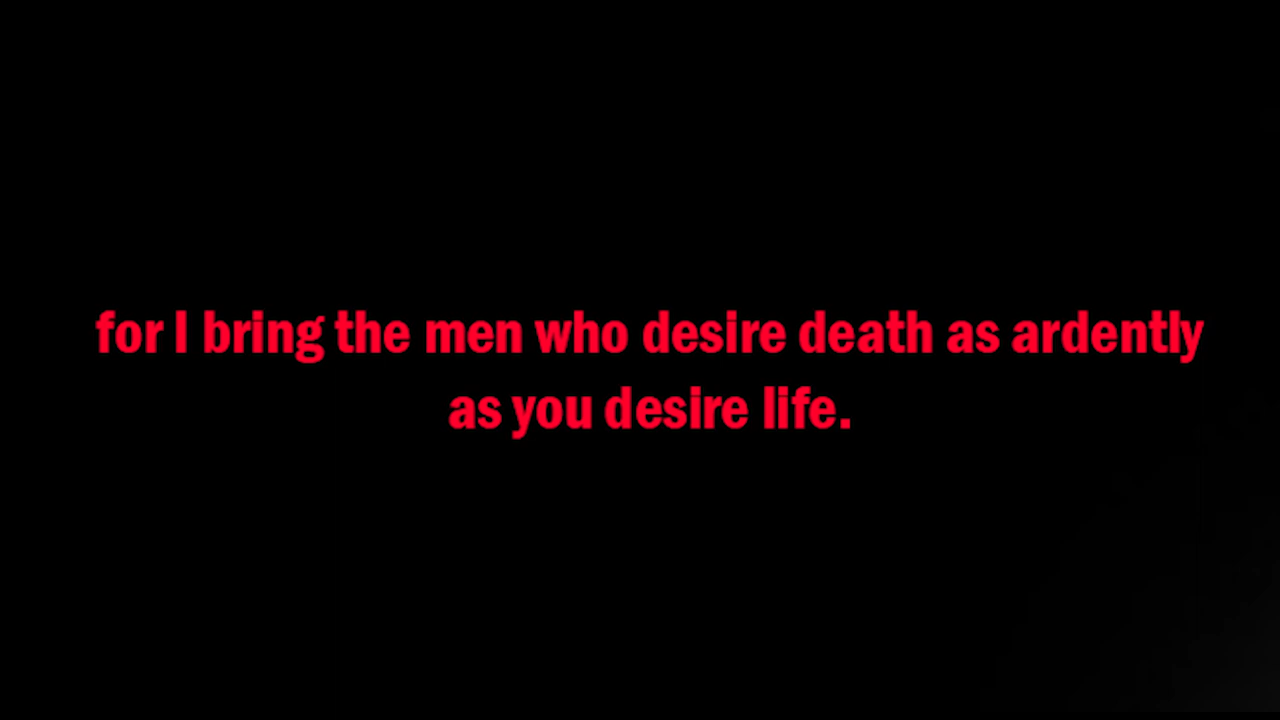 for I bring the men who desire death as ardently
as you desire life.